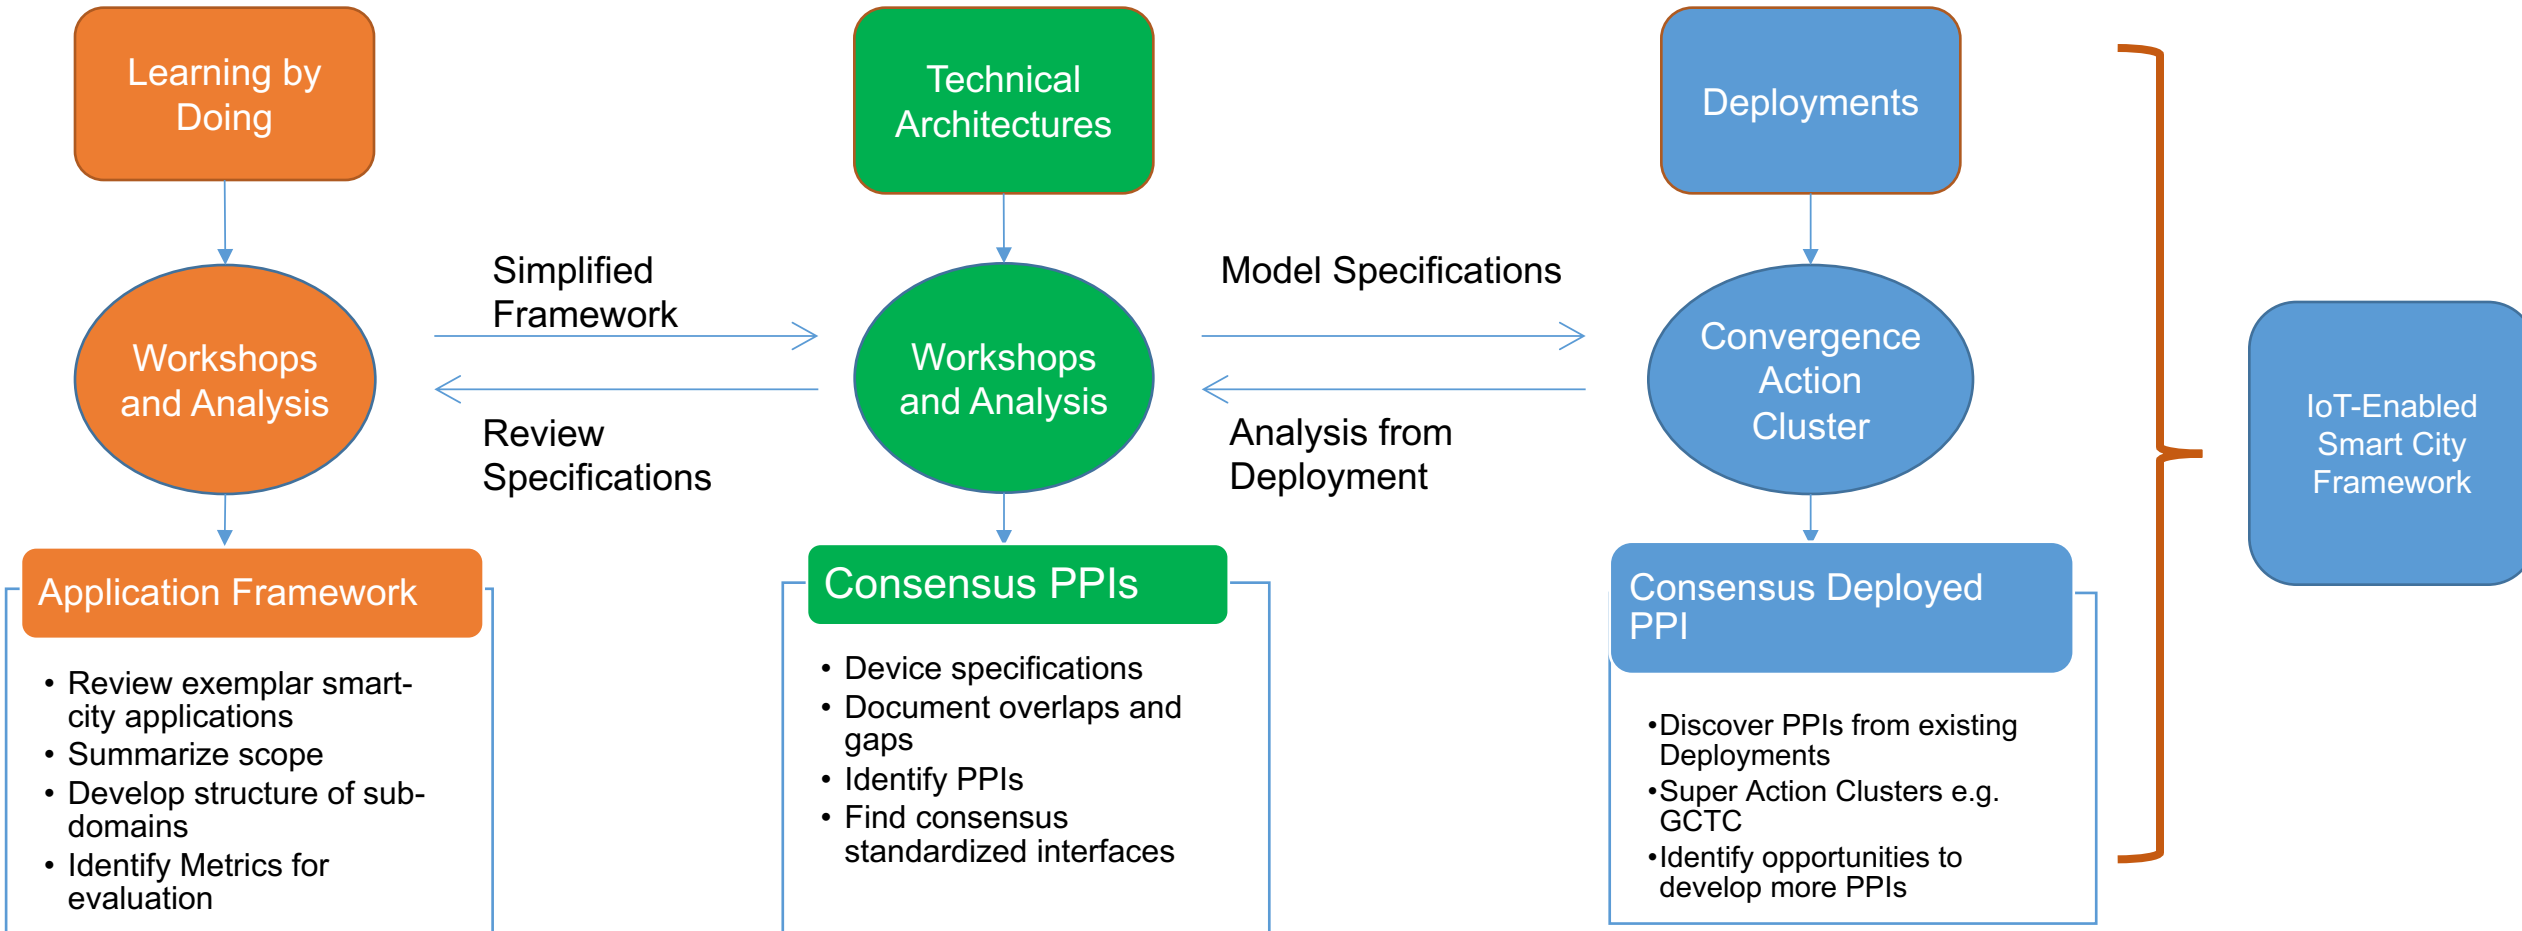 Learning by
Doing
Technical
Architectures
Deployments
Simplified
Framework
Model Specifications
Workshops
and Analysis
Workshops
and Analysis
Convergence
Action
Cluster
Review
Specifications
Analysis from
Deployment
IoT-Enabled
Smart City
Framework
Application Framework
• Review exemplar smart-
city applications
• Summarize scope
• Develop structure of sub-
domains
• Identify Metrics for
evaluation
Consensus PPIs
• Device specifications
• Document overlaps and
gaps
• Identify PPIs
• Find consensus
standardized interfaces
Consensus Deployed
PPI
•Discover PPIs from existing
Deployments
•Super Action Clusters e.g.
GCTC
•Identify opportunities to
develop more PPIs